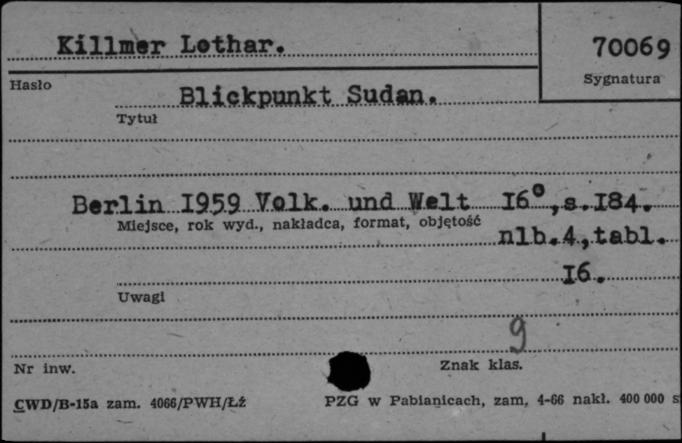 Killmer Lothar.
70069
Hasło
Sygnatura
Blickpunkt Sudan.
Tytuł
Berlin 1959 Volk. und Welt 16°,s.184.
Miejsce, rok wyd., nakładca, format, objętość
nlb.4,tabl.
16.
Uwagi
9
Nr inw.
Znak klas.
CWD/B-15a zam. 4066/PWH/Łź
PZG w Pabianicach, zam. 4-66 nakł. 400 000 s